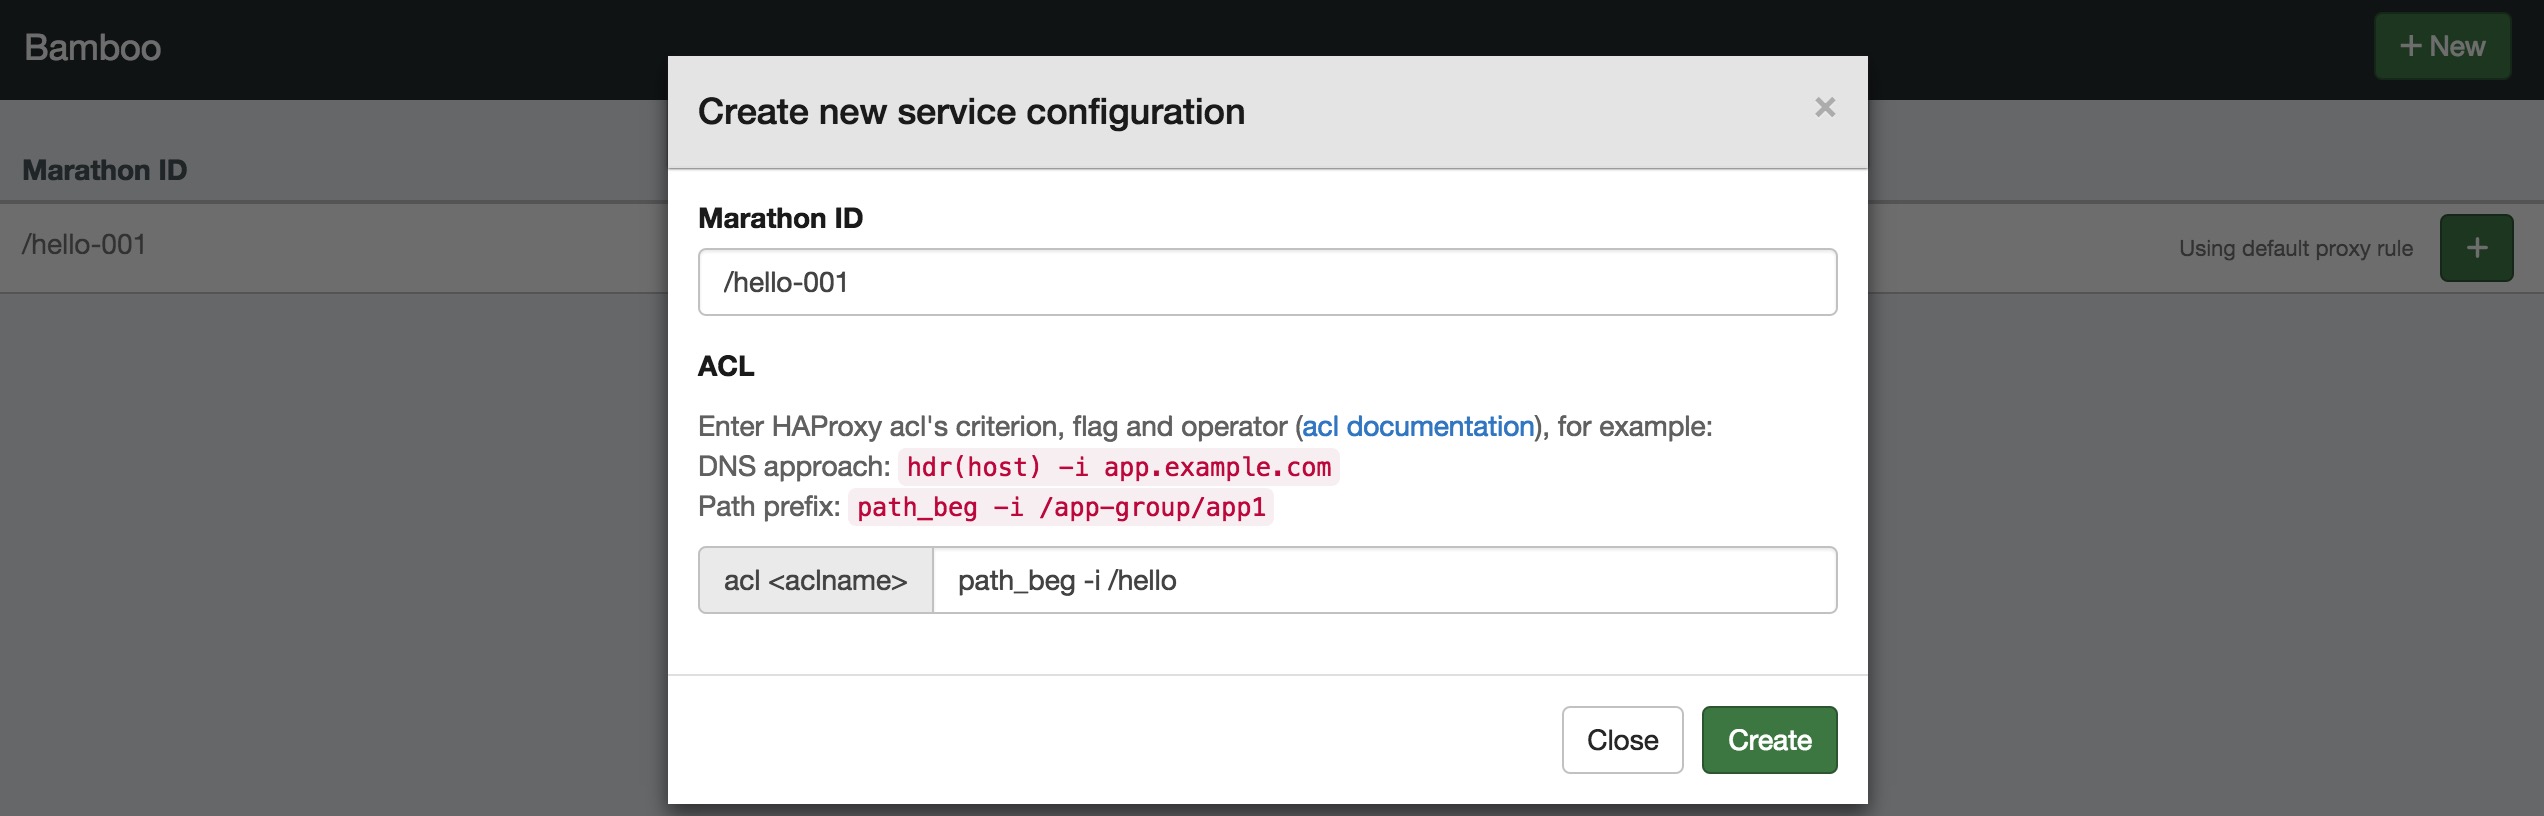 Bamboo
+ New
Create new service configuration ×
Marathon ID
/hello-001
Using default proxy rule +
Marathon ID
/hello-001
ACL
Enter HAProxy acl's criterion, flag and operator (acl documentation), for example:
DNS approach: hdr(host) -i app.example.com
Path prefix: path_beg -i /app-group/app1
acl <aclname> path_beg -i /hello
Close Create